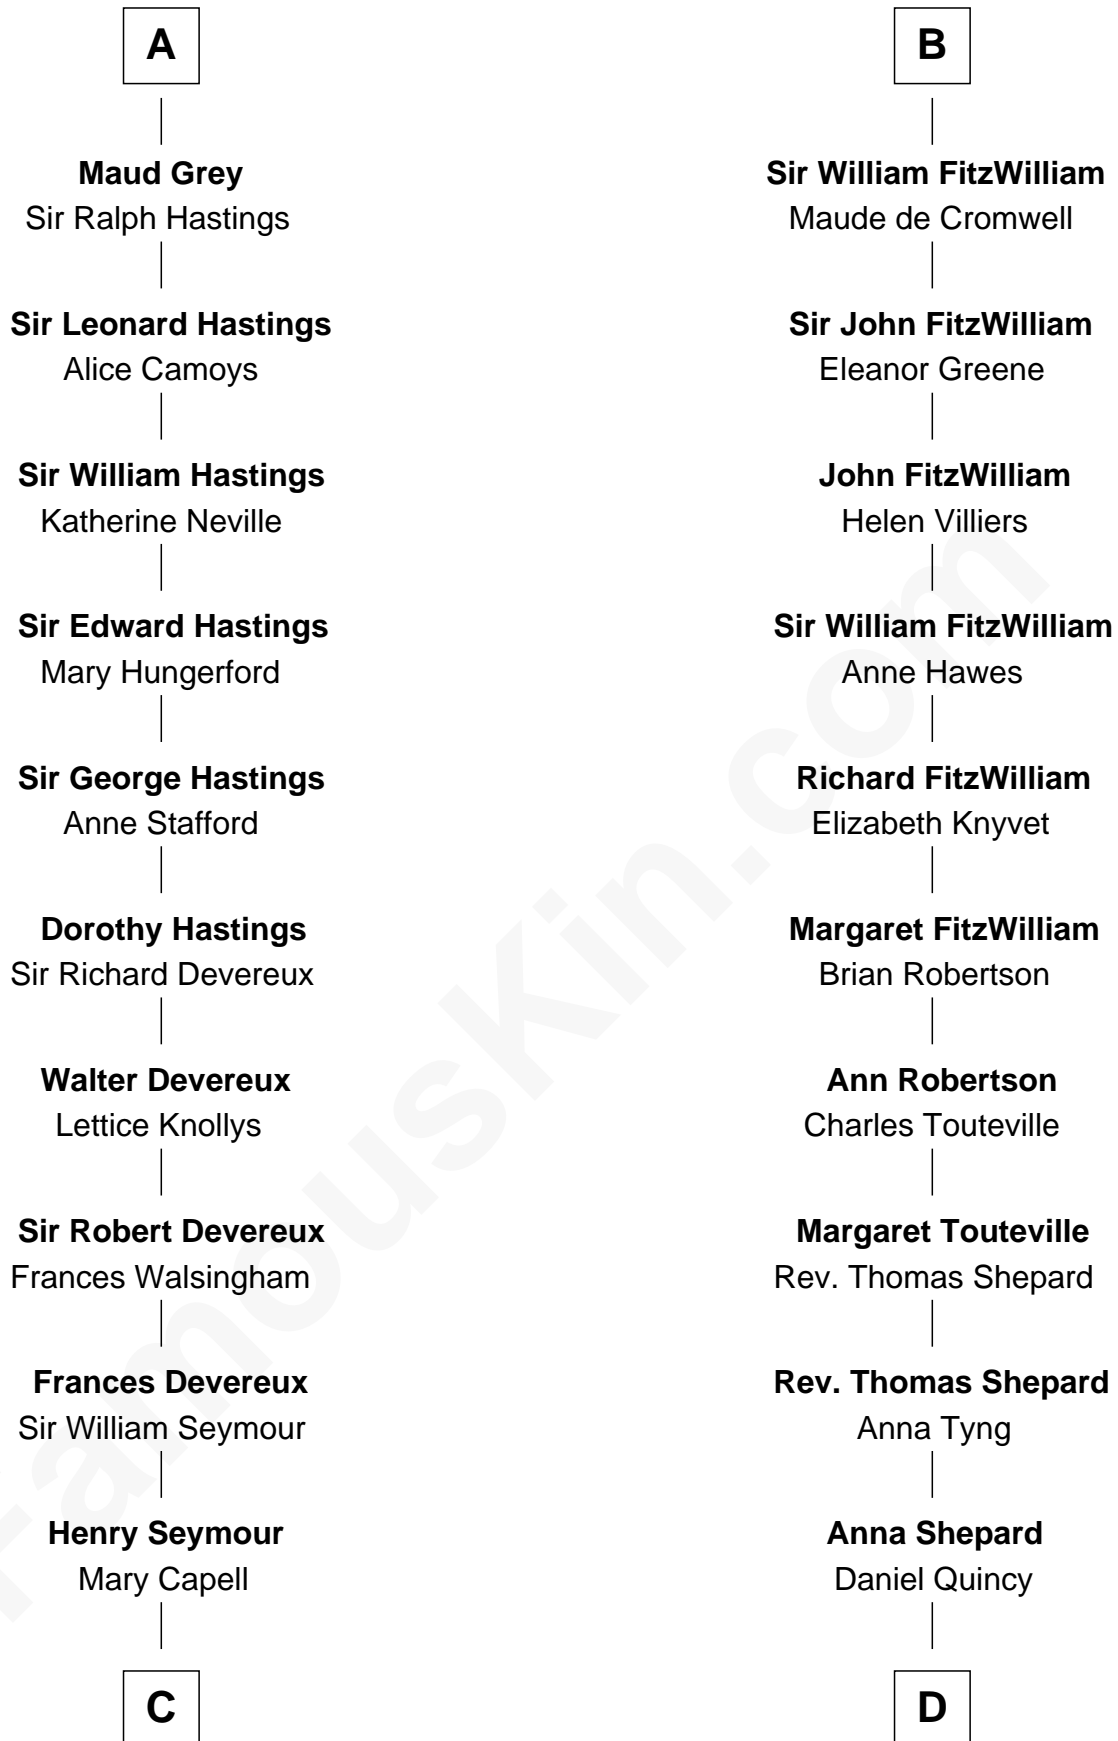 A
Maud Grey
Sir Ralph Hastings
Sir Leonard Hastings
Alice Camoys
Sir William Hastings
Katherine Neville
Sir Edward Hastings
Mary Hungerford
Sir George Hastings
Anne Stafford
Dorothy Hastings
Sir Richard Devereux
Walter Devereux
Lettice Knollys
Sir Robert Devereux
Frances Walsingham
Frances Devereux
Sir William Seymour
Henry Seymour
Mary Capell
C
B
Sir William FitzWilliam
Maude de Cromwell
Sir John FitzWilliam
Eleanor Greene
John FitzWilliam
Helen Villiers
Sir William FitzWilliam
Anne Hawes
Richard FitzWilliam
Elizabeth Knyvet
Margaret FitzWilliam
Brian Robertson
Ann Robertson
Charles Touteville
Margaret Touteville
Rev. Thomas Shepard
Rev. Thomas Shepard
Anna Tyng
Anna Shepard
Daniel Quincy
D
FamousKin.com